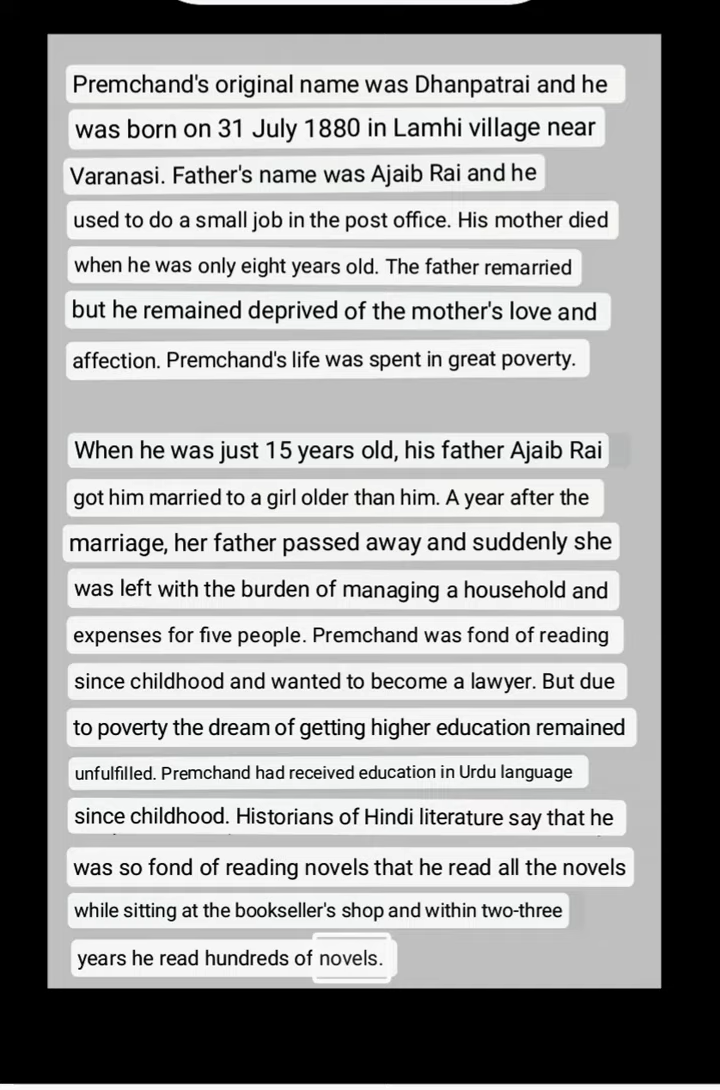 Premchand's original name was Dhanpatrai and he
was born on 31 July 1880 in Lamhi village near
Varanasi. Father's name was Ajaib Rai and he
used to do a small job in the post office. His mother died
when he was only eight years old. The father remarried
but he remained deprived of the mother's love and
affection. Premchand's life was spent in great poverty.
When he was just 15 years old, his father Ajaib Rai
got him married to a girl older than him. A year after the
marriage, her father passed away and suddenly she
was left with the burden of managing a household and
expenses for five people. Premchand was fond of reading
since childhood and wanted to become a lawyer. But due
to poverty the dream of getting higher education remained
unfulfilled. Premchand had received education in Urdu language
since childhood. Historians of Hindi literature say that he
was so fond of reading novels that he read all the novels
while sitting at the bookseller's shop and within two-three
years he read hundreds of novels.